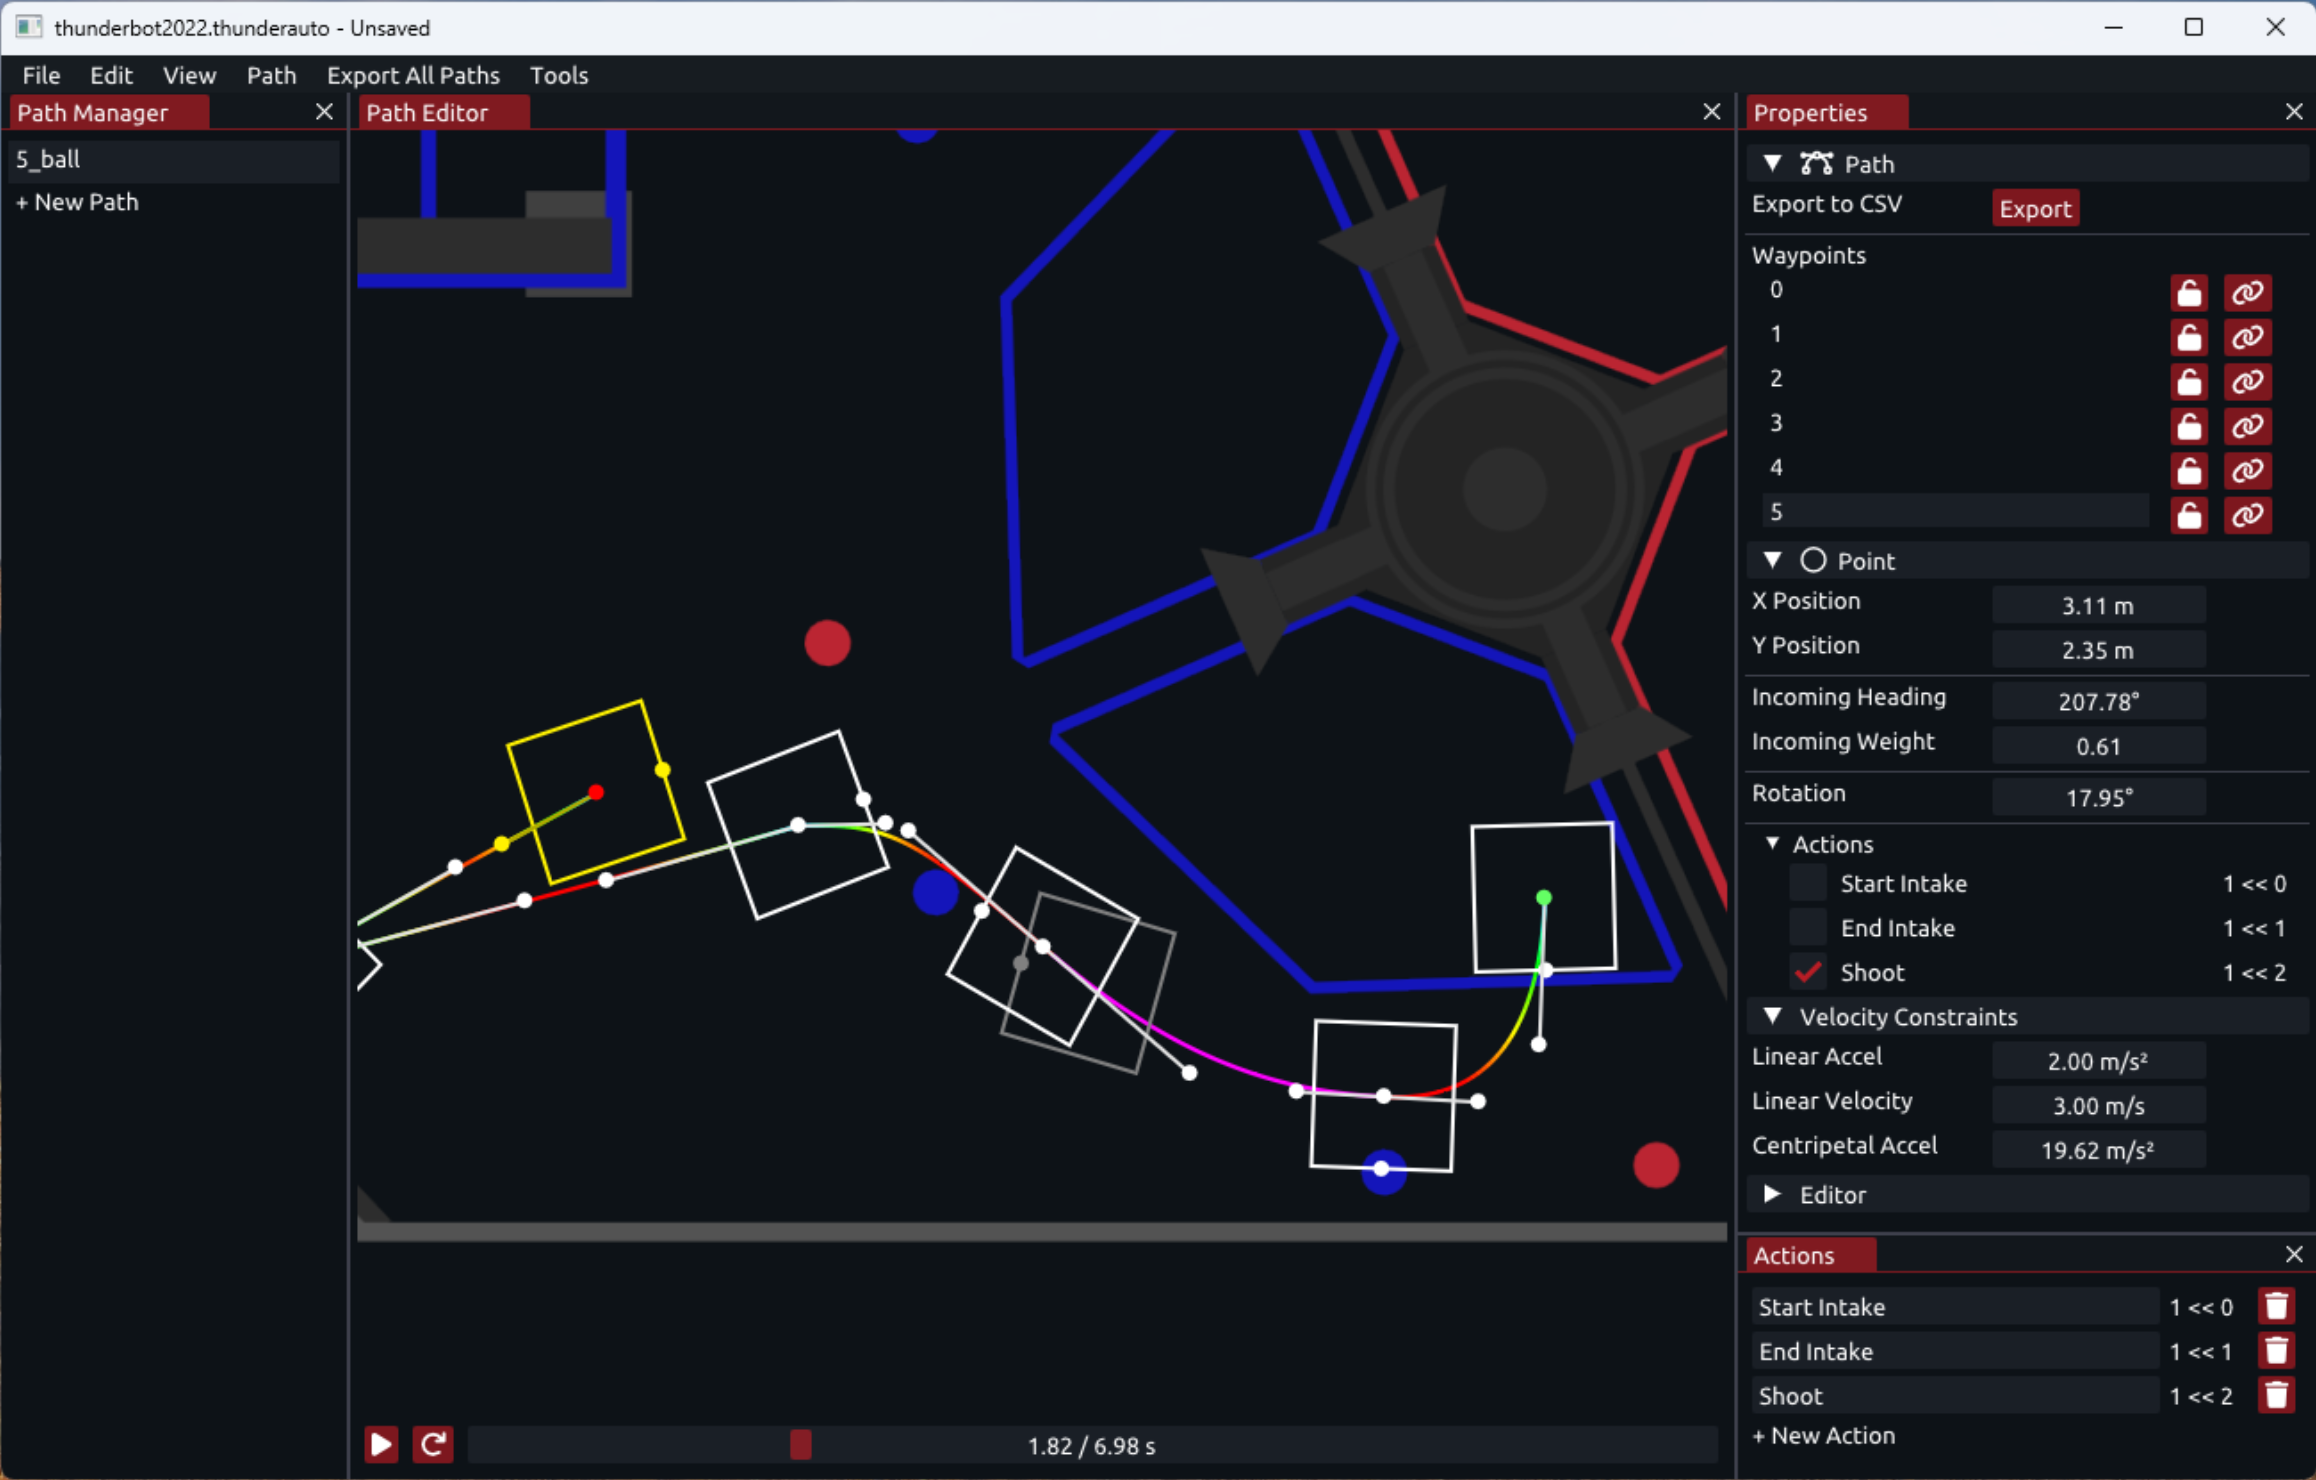 thunderbot2022.thunderauto - Unsaved
File Edit View Path Export All Paths Tools
Path Manager
5_ball
+ New Path
Path Editor
1.82 / 6.98 s
Properties
Path
Export to CSV Export
Waypoints
0
1
2
3
4
5
Point
X Position 3.11 m
Y Position 2.35 m
Incoming Heading 207.78°
Incoming Weight 0.61
Rotation 17.95°
Actions
Start Intake 1 << 0
End Intake 1 << 1
Shoot 1 << 2
Velocity Constraints
Linear Accel 2.00 m/s²
Linear Velocity 3.00 m/s
Centripetal Accel 19.62 m/s²
Editor
Actions
Start Intake 1 << 0
End Intake 1 << 1
Shoot 1 << 2
+ New Action